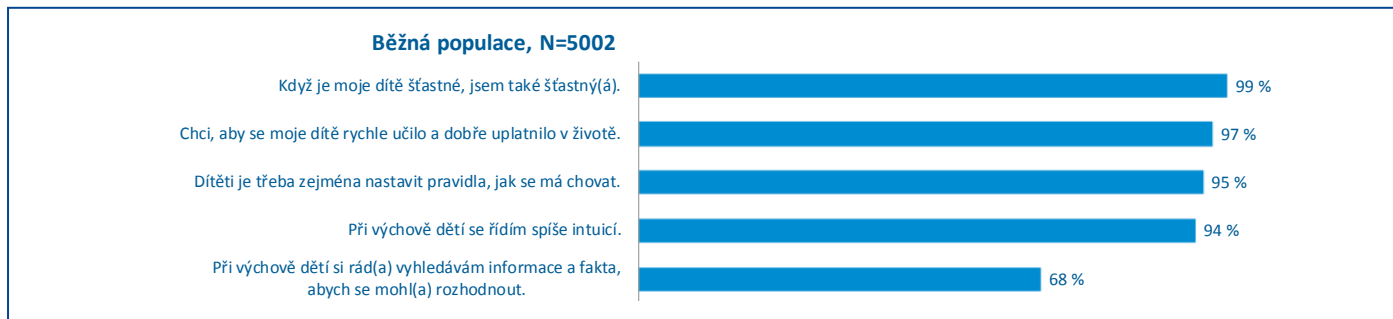 Běžná populace, N=5002
Když je moje dítě šťastné, jsem také šťastný(á).
99 %
Chci, aby se moje dítě rychle učilo a dobře uplatnilo v životě.
97 %
Dítěti je třeba zejména nastavit pravidla, jak se má chovat.
95 %
Při výchově dětí se řídím spíše intuicí.
94 %
Při výchově dětí si rád(a) vyhledávám informace a fakta,
abych se mohl(a) rozhodnout.
68 %